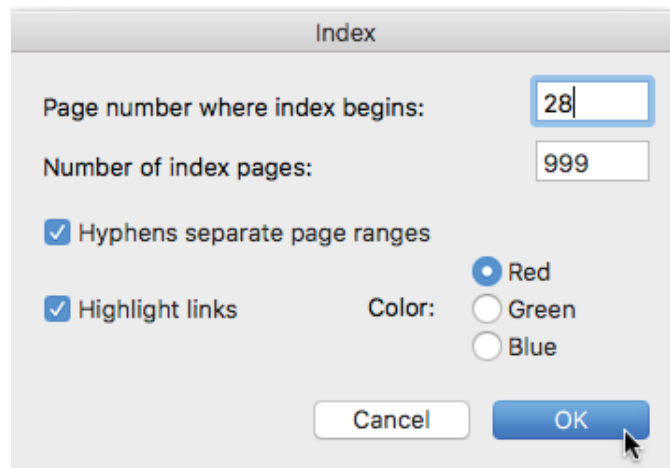 Index
Page number where index begins: 28
Number of index pages: 999
Hyphens separate page ranges
Red
Highlight links Color: Green
Blue
Cancel OK